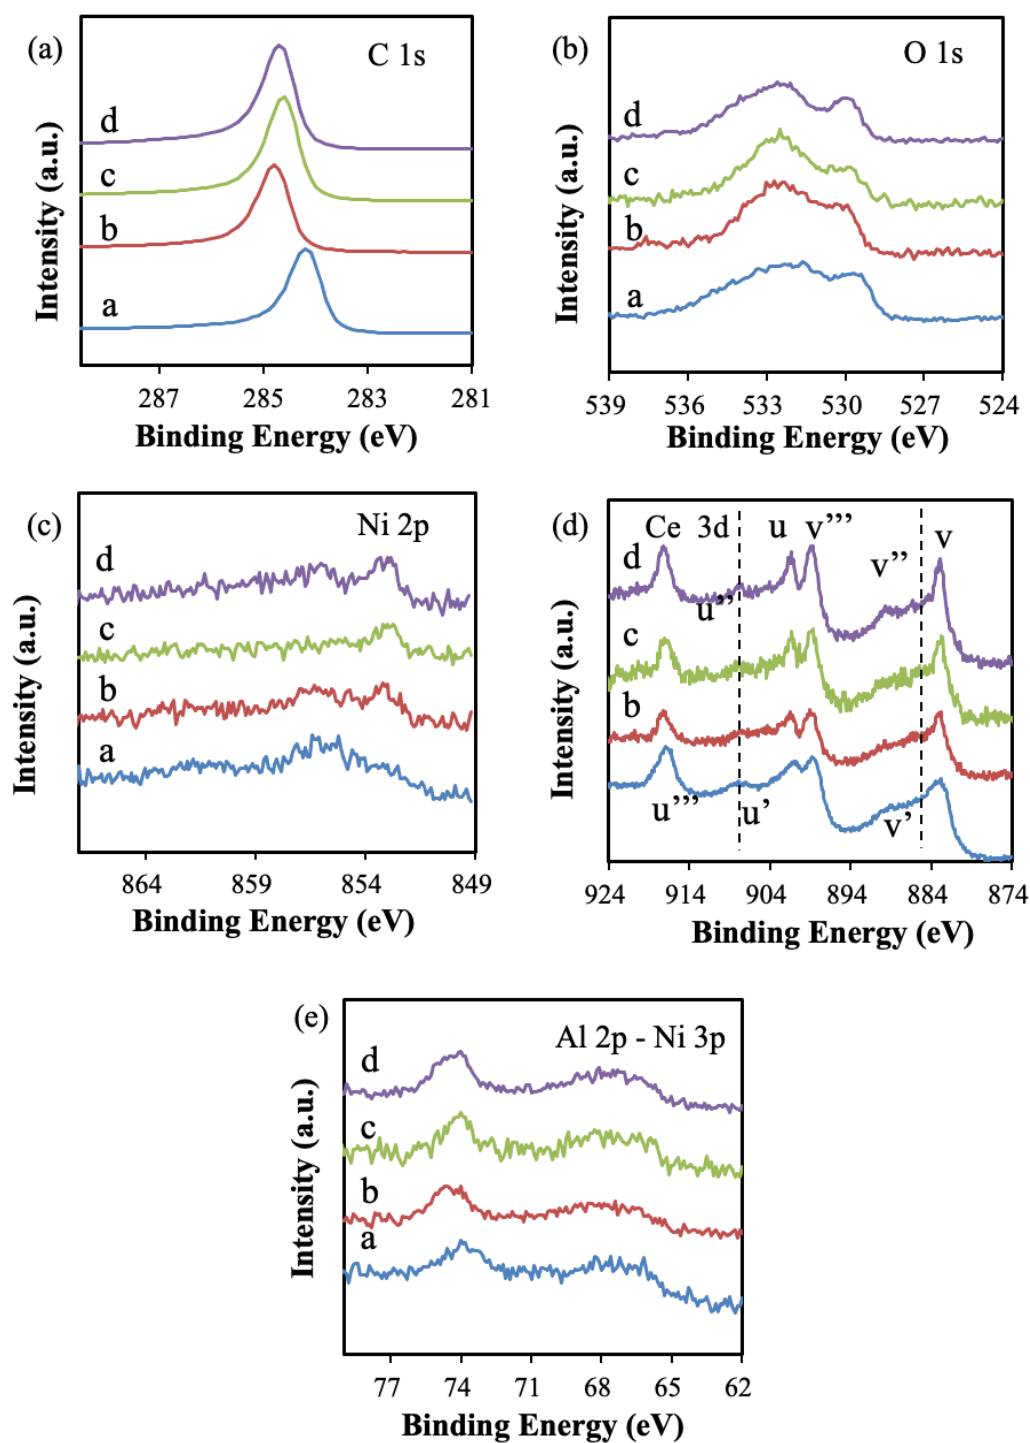 (a)
C 1s
d
c
b
a
Intensity (a.u.)
287 285 283 281
Binding Energy (eV)
(b)
O 1s
d
c
b
a
Intensity (a.u.)
539 536 533 530 527 524
Binding Energy (eV)
(c)
Ni 2p
d
c
b
a
Intensity (a.u.)
864 859 854 849
Binding Energy (eV)
(d)
Ce 3d u v’’’
v’’ v
d
u’’
c
b
u’’’ u’ v’
Intensity (a.u.)
924 914 904 894 884 874
Binding Energy (eV)
(e)
Al 2p - Ni 3p
d
c
b
a
Intensity (a.u.)
77 74 71 68 65 62
Binding Energy (eV)